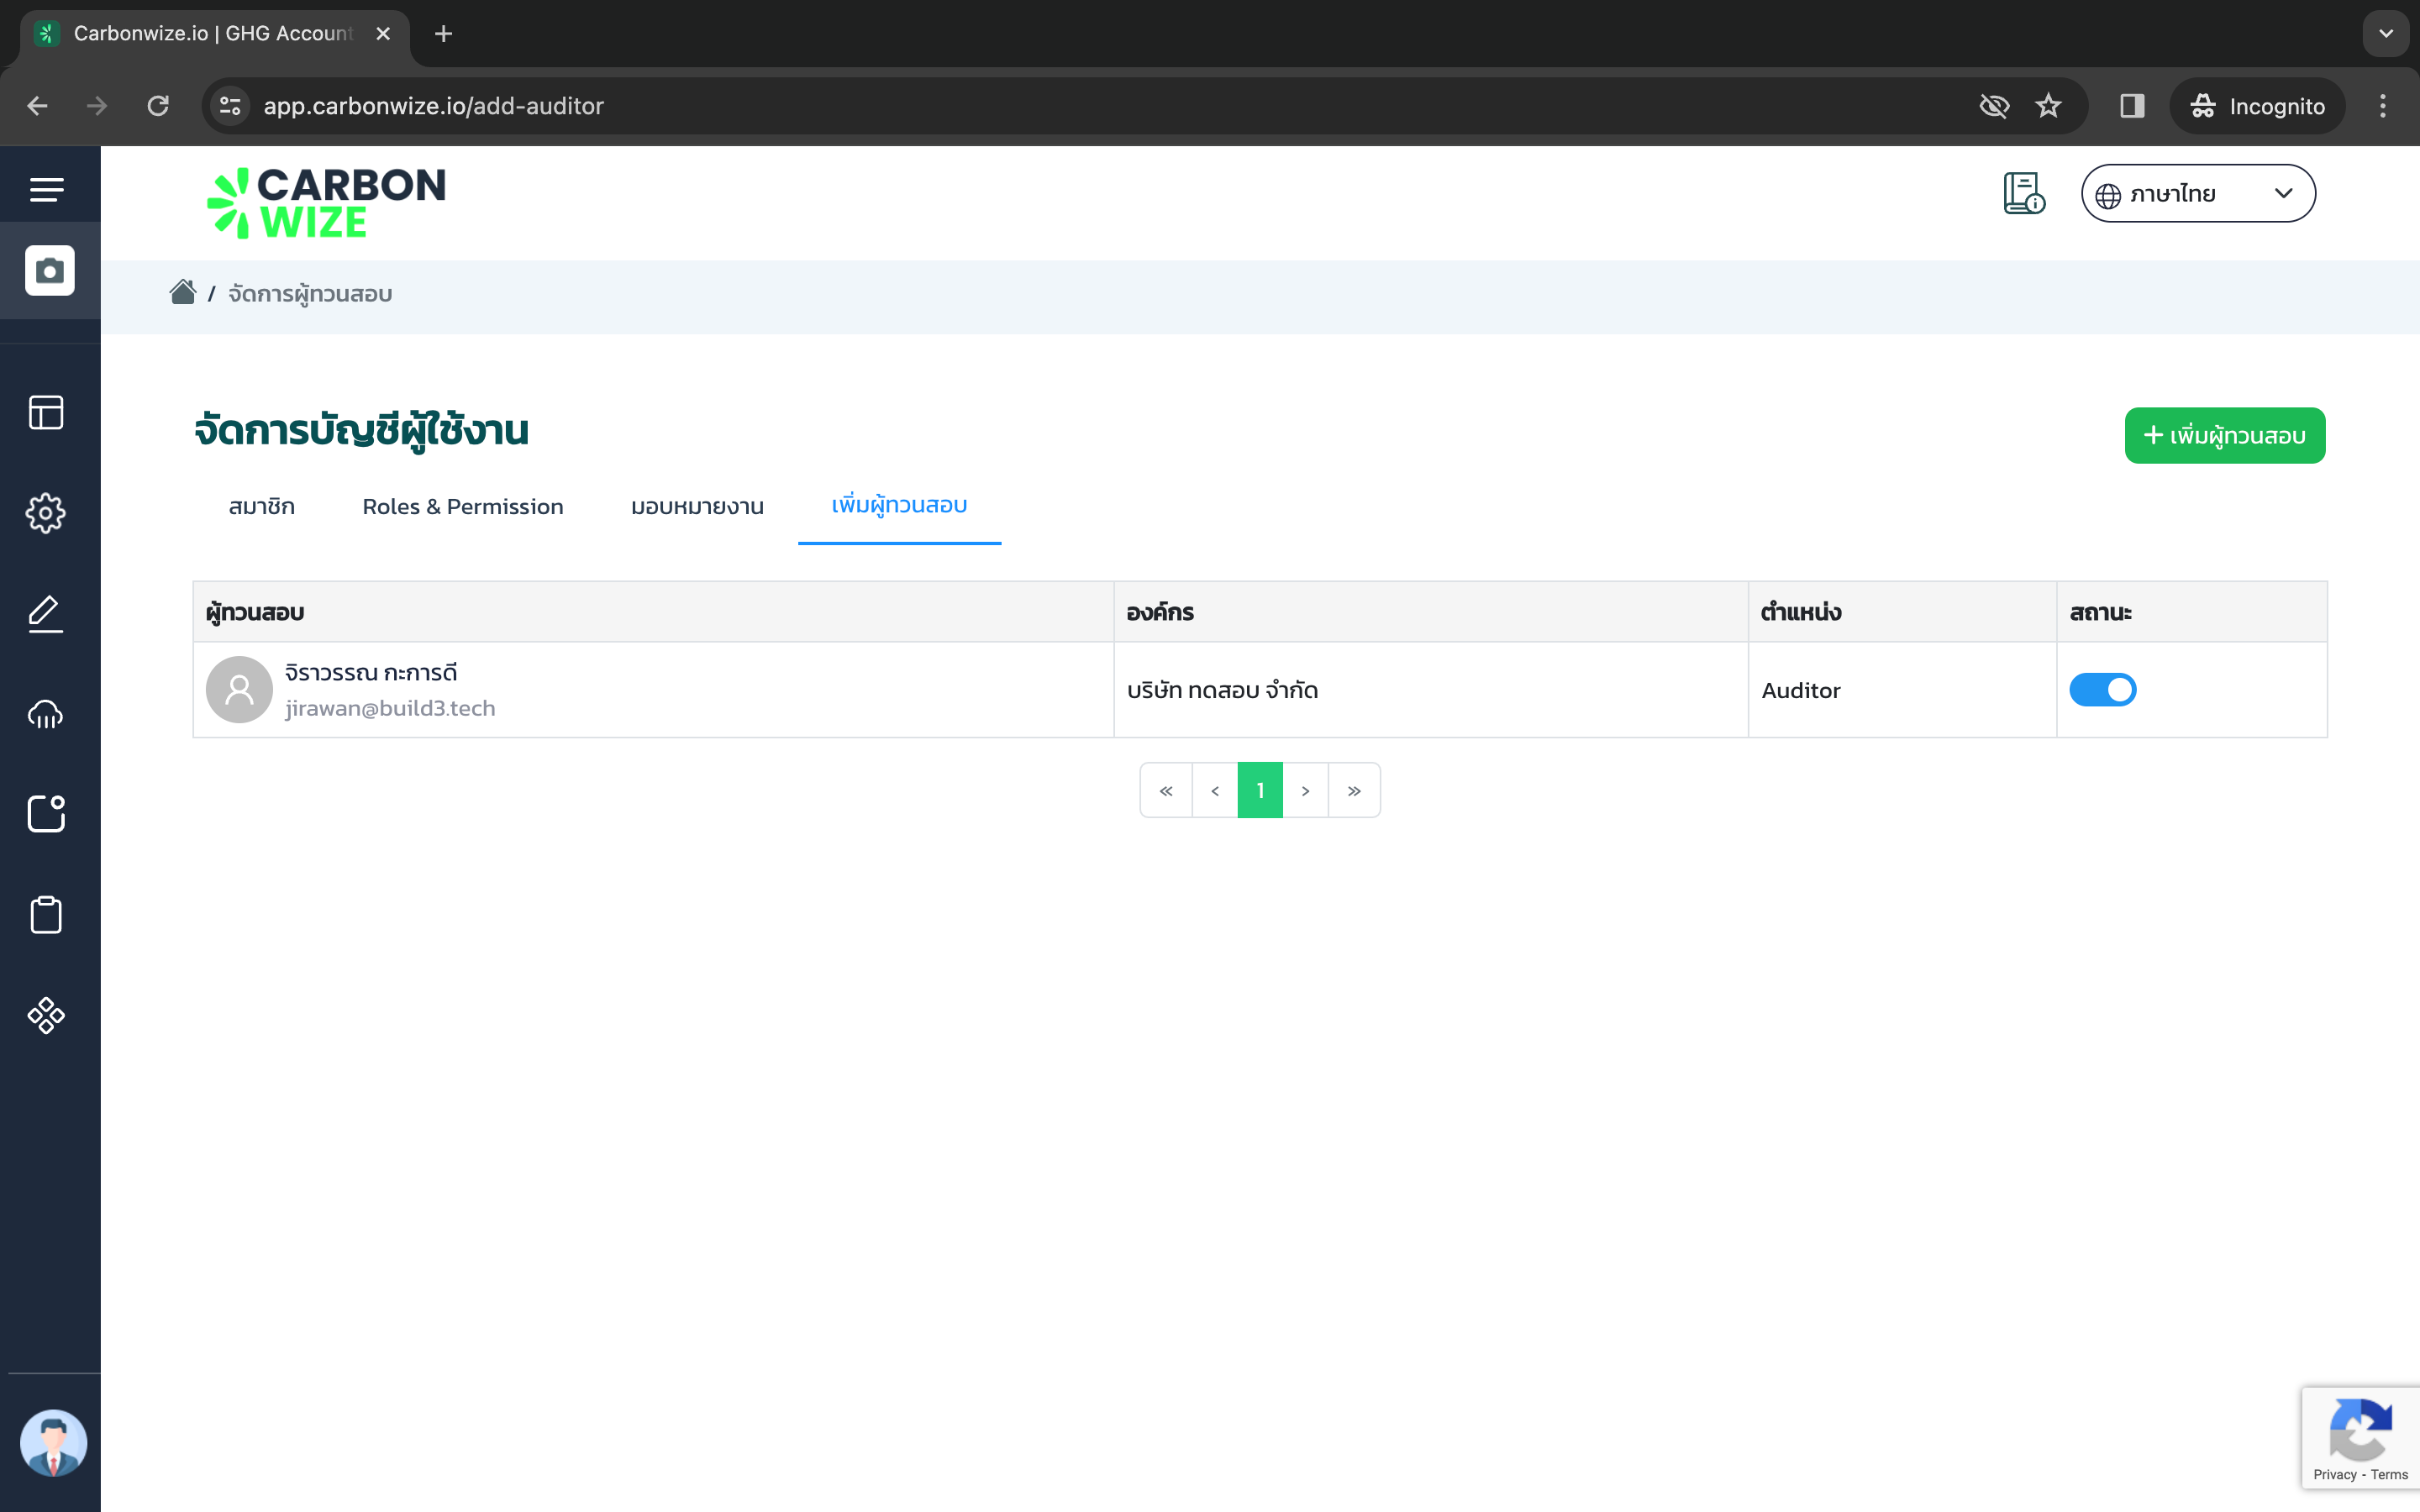 Carbonwize.io | GHG Account
app.carbonwize.io/add-auditor
Incognito
CARBON
WIZE
ภาษาไทย
/ จัดการผู้ทวนสอบ
จัดการบัญชีผู้ใช้งาน
+ เพิ่มผู้ทวนสอบ
สมาชิก Roles & Permission มอบหมายงาน เพิ่มผู้ทวนสอบ
ผู้ทวนสอบ องค์กร ตำแหน่ง สถานะ
จิราวรรณ กะการดี
jirawan@build3.tech
บริษัท ทดสอบ จำกัด
Auditor
« < 1 > »
Privacy - Terms